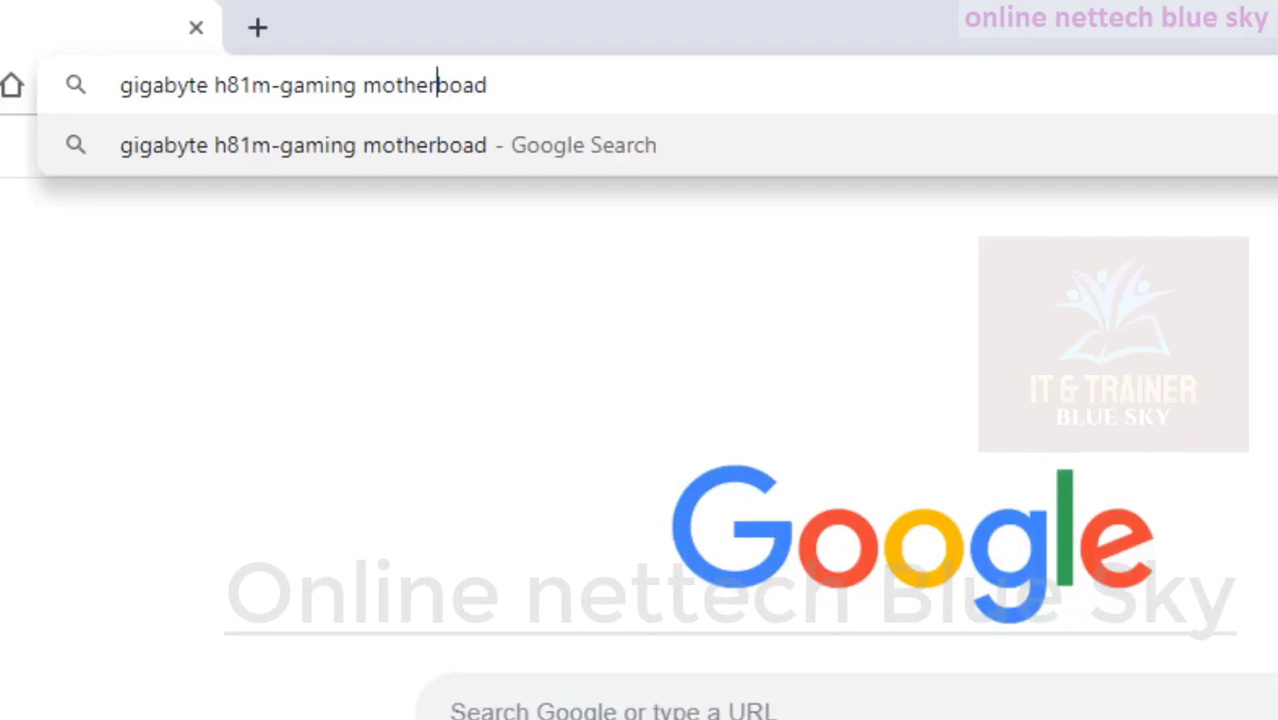 online nettech blue sky
gigabyte h81m-gaming motherboad
gigabyte h81m-gaming motherboad - Google Search
IT & TRAINER
BLUE SKY
Google
Online nettech Blue Sky
Search Google or type a URL